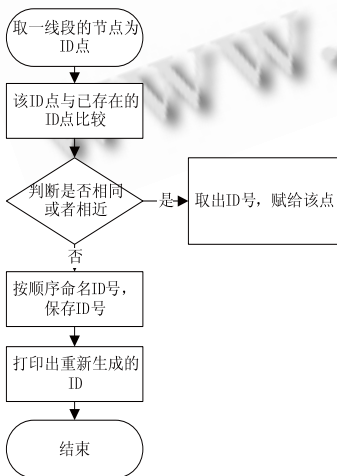 取一线段的节点为
ID点
该ID点与已存在的
ID点比较
判断是否相同
或者相近
是
取出ID号，赋给该点
否
按顺序命名ID号，
保存ID号
打印出重新生成的
ID
结束
www.